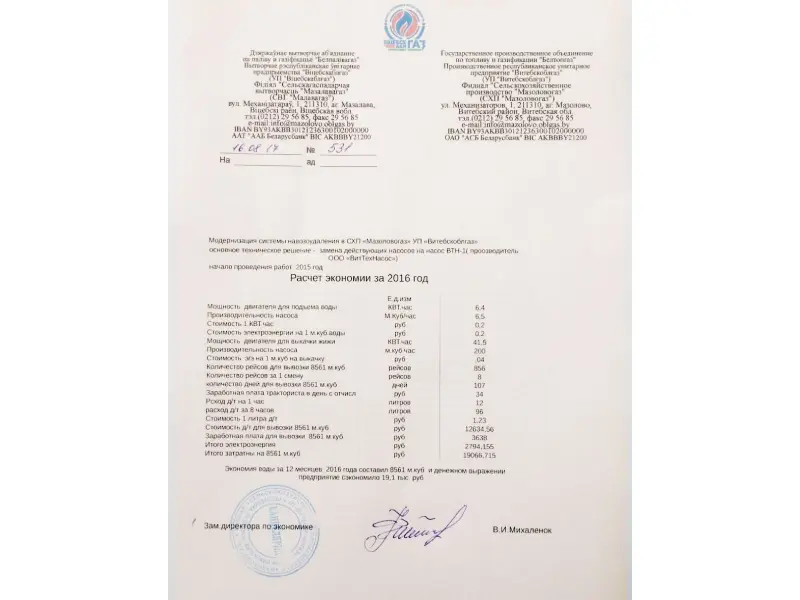 ГАЗ
Дзяржаўнае вытворчае аб'яднанне
па паліву і газіфікацыі "Белпаліўгаз"
Вытворчае рэспубліканскае унітарнае
прадпрыемства "Віцебскаблгаз"
(УП "Віцебскаблгаз")
Філіял "Сельскагаспадарчая
вытворчасць "Мазалаўгаз"
(СВГ "Мазалаўгаз")
вул. Механізатараў, 1, 211310, аг. Мазалава,
Віцебскі раён, Віцебская вобл.
тэл.(0212) 29 56 85, факс 29 56 85
e-mail:info@mazolovo.oblgas.by
IBAN BY93AKBB30121236300102000000
ААТ "ААБ Беларусбанк" BIC AKBBBY21200
16.08.17 № 531
На ад
Государственное производственное объединение
по топливу и газификации "Белтопгаз"
Производственное республиканское унитарное
предприятие "Витебскоблгаз"
(УП "Витебскоблгаз")
Филиал "Сельскохозяйственное
производство "Мазоловогаз"
(СХП "Мазоловогаз")
ул. Механизаторов, 1, 211310, аг. Мазолово,
Витебский район, Витебская обл.
тэл.(0212) 29 56 85, факс 29 56 85
e-mail:info@mazolovo.oblgas.by
IBAN BY93AKBB30121236300102000000
ОАО "АСБ Беларусбанк" BIC AKBBBY21200
Модернизация системы навозоудаления в СХП «Мазоловогаз» УП «Витебскоблгаз»
основное техническое решение - замена действующих насосов на насос ВТН-1( производитель
ООО «ВитТехНасос»)
начало проведения работ 2015 год
Расчет экономии за 2016 год
Е.д.изм
Мощность двигателя для подъема воды КВТ.час 6,4
Производительность насоса М.Куб/час 6,5
Стоимость 1 КВТ.час руб 0,2
Стоимость электроэнергии на 1 м.куб воды руб 0,2
Мощность двигателя для выкачки жижи КВТ.час 41,5
Производительность насоса м.куб.час 200
Стоимость э/э на 1 м.куб на выкачку руб ,04
Количество рейсов для вывозки 8561 м.куб рейсов 856
Количество рейсов за 1 смену рейсов 8
количество дней для вывозки 8561 м.куб дней 107
Заработная плата тракториста в день с отчисл руб 34
Расход д/т на 1 час литров 12
расход д/т за 8 часов литров 96
Стоимость 1 литра д/т руб 1,23
Стоимость д/т для вывозки 8561 м.куб руб 12634,56
Заработная плата для вывозки 8561 м.куб руб 3638
Итого электроэнергия руб 2794,155
Итого затраты на 8561 м.куб руб 19066,715
Экономия воды за 12 месяцев 2016 года составил 8561 м.куб и денежном выражении
предприятие сэкономило 19,1 тыс. руб
Зам.директора по экономике В.И.Михаленок